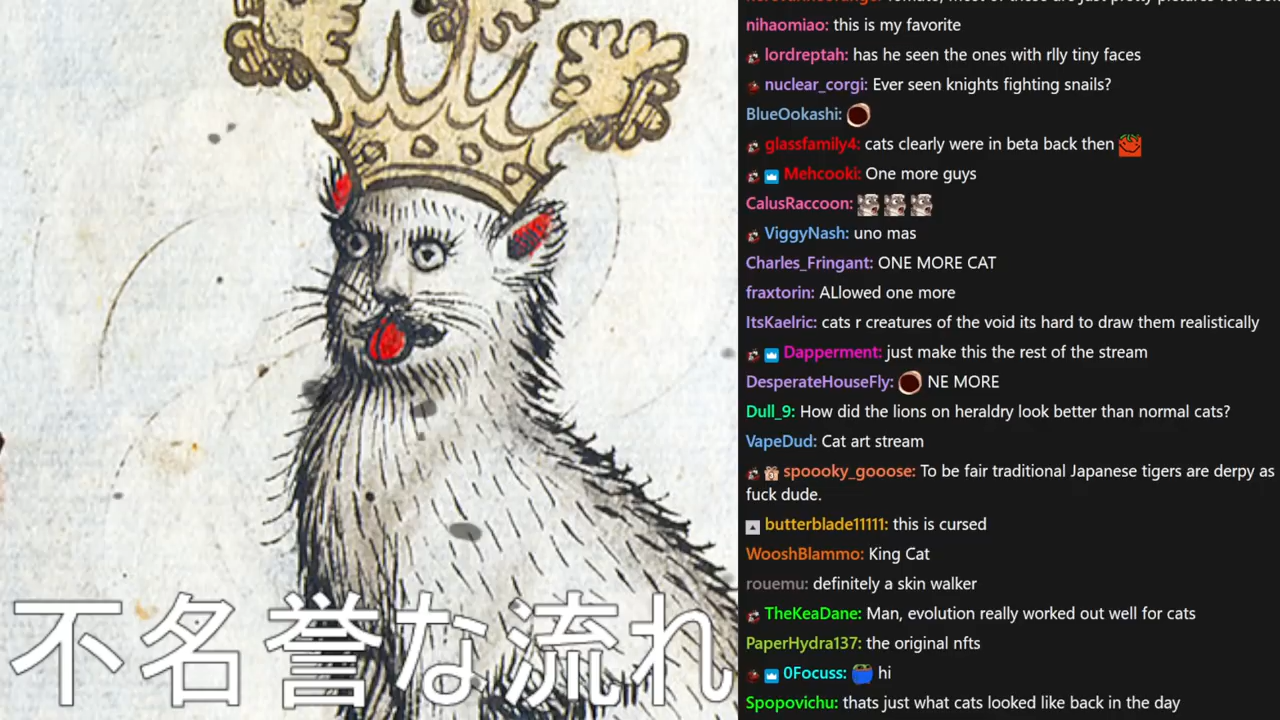 不名誉な流れ
nihaomiao: this is my favorite
lordreptah: has he seen the ones with rlly tiny faces
nuclear_corgi: Ever seen knights fighting snails?
BlueOokashi:
glassfamily4: cats clearly were in beta back then
Mehcooki: One more guys
CalusRaccoon:
ViggyNash: uno mas
Charles_Fringant: ONE MORE CAT
fraxtorin: ALlowed one more
ItsKaelric: cats r creatures of the void its hard to draw them realistically
Dapperment: just make this the rest of the stream
DesperateHouseFly: NE MORE
Dull_9: How did the lions on heraldry look better than normal cats?
VapeDud: Cat art stream
spoooky_gooose: To be fair traditional Japanese tigers are derpy as
fuck dude.
butterblade11111: this is cursed
WooshBlammo: King Cat
rouemu: definitely a skin walker
TheKeaDane: Man, evolution really worked out well for cats
PaperHydra137: the original nfts
0Focuss: hi
Spopovichu: thats just what cats looked like back in the day